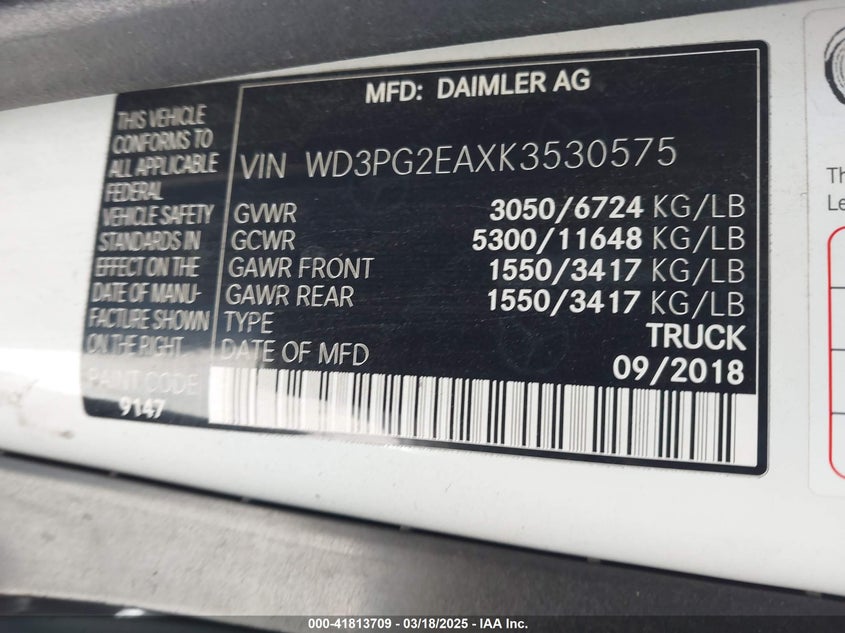 MFD: DAIMLER AG
THIS VEHICLE
CONFORMS TO
ALL APPLICABLE
FEDERAL
VEHICLE SAFETY
STANDARDS IN
EFFECT ON THE
DATE OF MANU-
FACTURE SHOWN
ON THE RIGHT.
PAINT CODE
9147
VIN WD3PG2EAXK3530575
GVWR 3050/6724 KG/LB
GCWR 5300/11648 KG/LB
GAWR FRONT 1550/3417 KG/LB
GAWR REAR 1550/3417 KG/LB
TYPE TRUCK
DATE OF MFD 09/2018
Th
Le
000-41813709 - 03/18/2025 - IAA Inc.